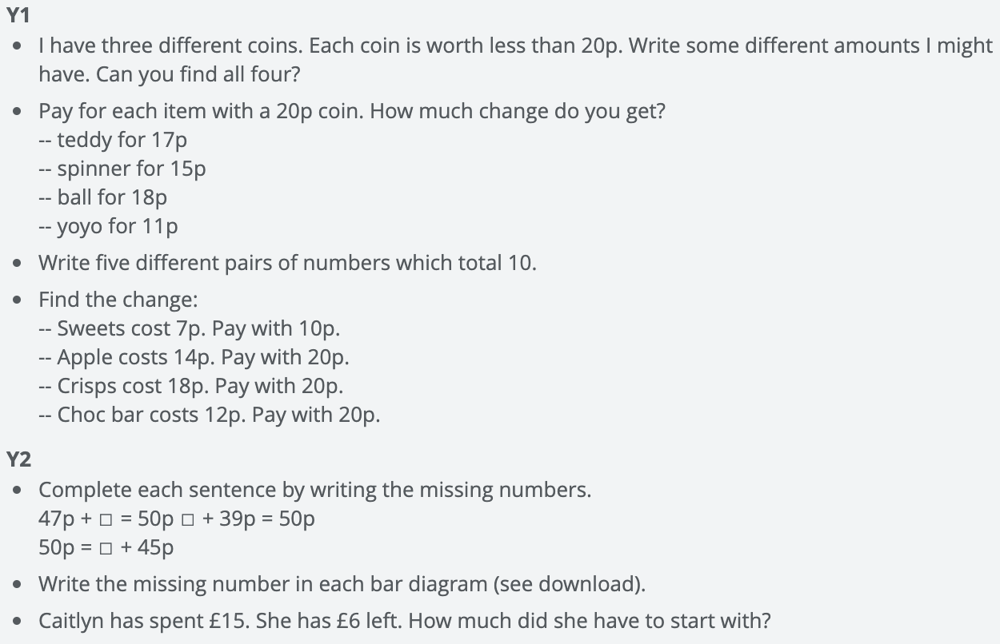 Y1
• I have three different coins. Each coin is worth less than 20p. Write some different amounts I might
have. Can you find all four?
• Pay for each item with a 20p coin. How much change do you get?
-- teddy for 17p
-- spinner for 15p
-- ball for 18p
-- yoyo for 11p
• Write five different pairs of numbers which total 10.
• Find the change:
-- Sweets cost 7p. Pay with 10p.
-- Apple costs 14p. Pay with 20p.
-- Crisps cost 18p. Pay with 20p.
-- Choc bar costs 12p. Pay with 20p.
Y2
• Complete each sentence by writing the missing numbers.
47p + □ = 50p □ + 39p = 50p
50p = □ + 45p
• Write the missing number in each bar diagram (see download).
• Caitlyn has spent £15. She has £6 left. How much did she have to start with?